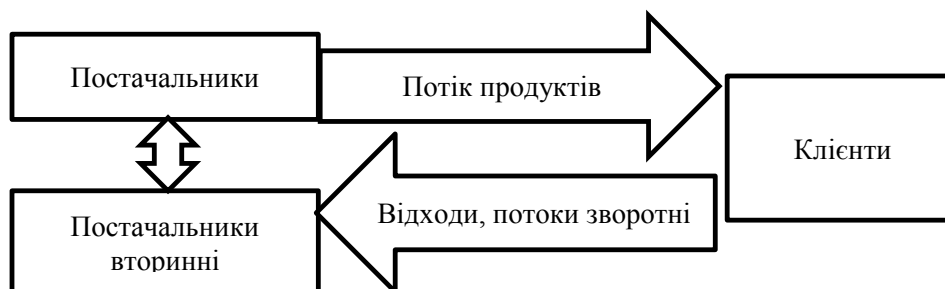 Постачальники
Потік продуктів
Клієнти
Відходи, потоки зворотні
Постачальники
вторинні